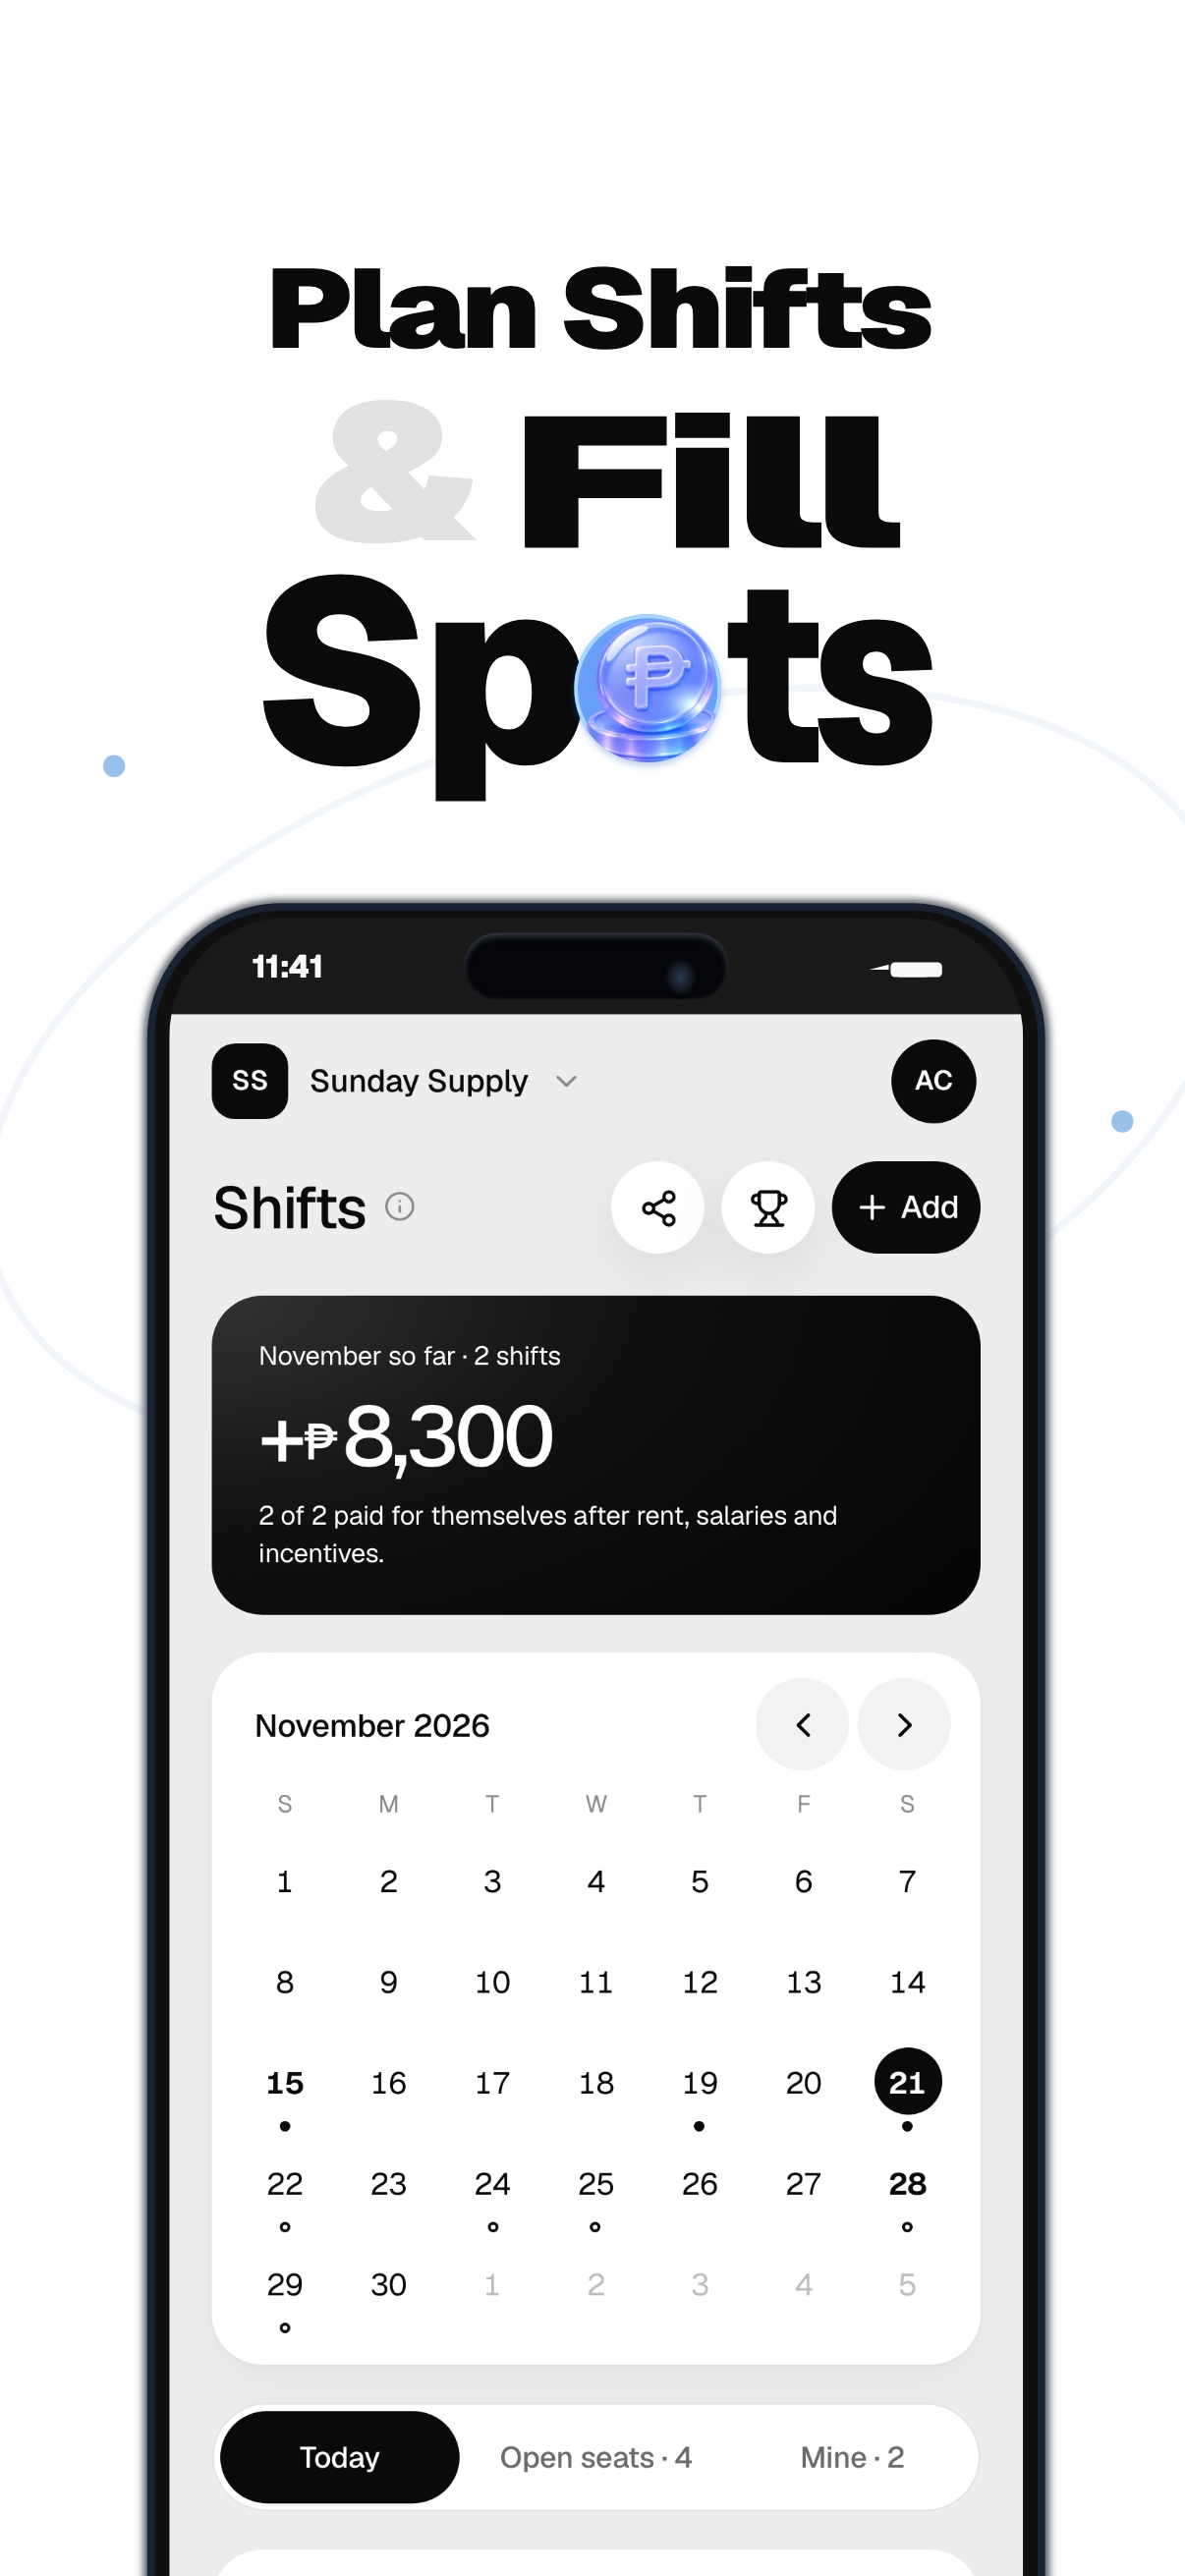 Plan Shifts
& Fill
Sp₱ts
11:41
SS Sunday Supply AC
Shifts + Add
November so far · 2 shifts
+₱8,300
2 of 2 paid for themselves after rent, salaries and
incentives.
November 2026
S M T W T F S
1 2 3 4 5 6 7
8 9 10 11 12 13 14
15 16 17 18 19 20 21
22 23 24 25 26 27 28
29 30 1 2 3 4 5
Today Open seats · 4 Mine · 2